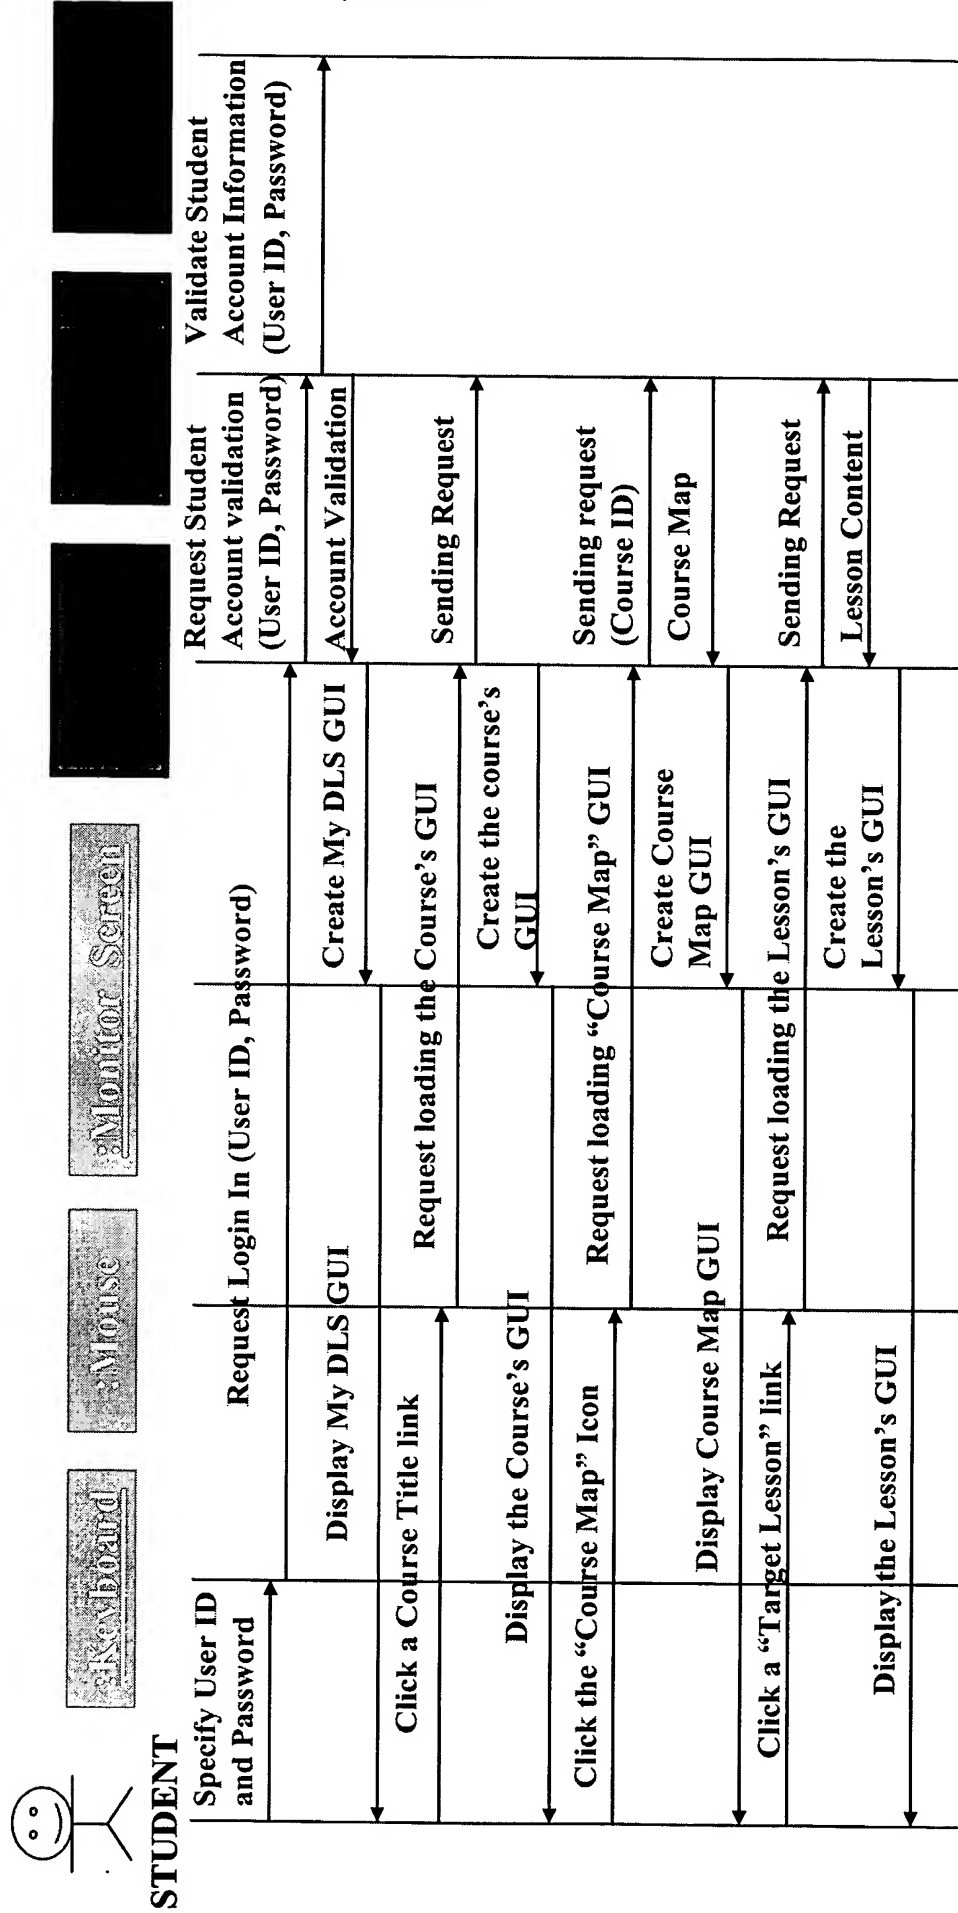 STUDENT
:Keyboard
:Mouse
:Monitor Screen
Specify User ID
and Password
Request Login In (User ID, Password)
Request Student
Account validation
(User ID, Password)
Validate Student
Account Information
(User ID, Password)
Account Validation
Create My DLS GUI
Display My DLS GUI
Click a Course Title link
Request loading the Course's GUI
Sending Request
Create the course's
GUI
Display the Course's GUI
Click the “Course Map” Icon
Request loading “Course Map” GUI
Sending request
(Course ID)
Course Map
Create Course
Map GUI
Display Course Map GUI
Click a “Target Lesson” link
Request loading the Lesson's GUI
Sending Request
Lesson Content
Create the
Lesson's GUI
Display the Lesson's GUI